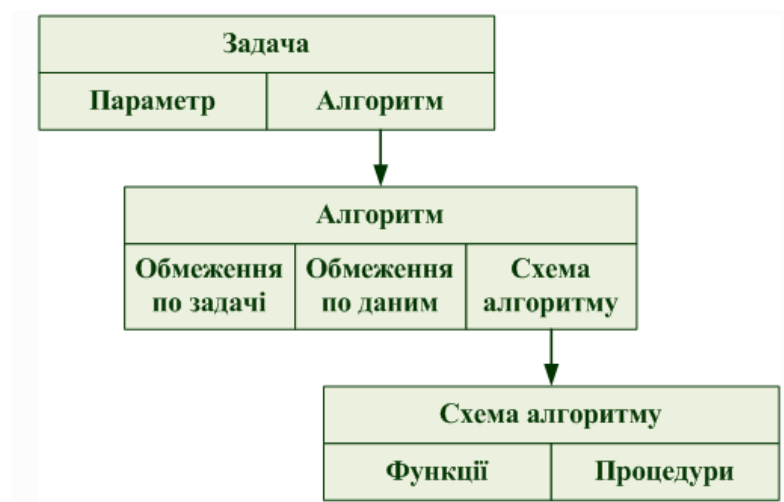 Задача
Параметр Алгоритм
Алгоритм
Обмеження по задачі
Обмеження по даним
Схема алгоритму
Схема алгоритму
Функції Процедури